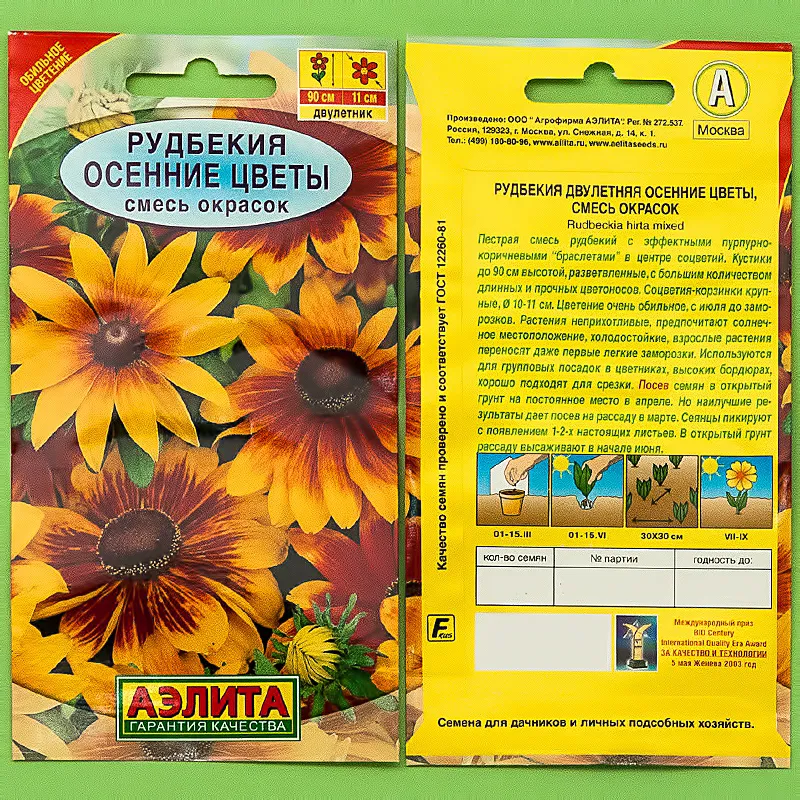 ОБИЛЬНОЕ
ЦВЕТЕНИЕ
90 см
11 см
двулетник
РУДБЕКИЯ
ОСЕННИЕ ЦВЕТЫ
смесь окрасок
АЭЛИТА
ГАРАНТИЯ КАЧЕСТВА
Произведено: ООО "Агрофирма АЭЛИТА". Рег. № 272.537.
Россия, 129323, г. Москва, ул. Снежная, д. 14, к. 1.
Тел.: (499) 180-80-96, www.ailita.ru, www.aelitaseeds.ru
А
Москва
РУДБЕКИЯ ДВУЛЕТНЯЯ ОСЕННИЕ ЦВЕТЫ,
СМЕСЬ ОКРАСОК
Rudbeckia hirta mixed
Пестрая смесь рудбекий с эффектными пурпурно-
коричневыми "браслетами" в центре соцветий. Кустики
до 90 см высотой, разветвленные, с большим количеством
длинных и прочных цветоносов. Соцветия-корзинки круп-
ные, Ø 10-11 см. Цветение очень обильное, с июля до замо-
розков. Растения неприхотливые, предпочитают солнеч-
ное местоположение, холодостойкие, взрослые растения
переносят даже первые легкие заморозки. Используются
для групповых посадок в цветниках, высоких бордюрах,
хорошо подходят для срезки. Посев семян в открытый
грунт на постоянное место в апреле. Но наилучшие ре-
зультаты дает посев на рассаду в марте. Сеянцы пикируют
с появлением 1-2-х настоящих листьев. В открытый грунт
рассаду высаживают в начале июня.
Качество семян проверено и соответствует ГОСТ 12260-81
01-15.III
01-15.VI
30X30 см
VII-IX
кол-во семян
№ партии
годность до:
F
Международный приз
BID Century
International Quality Era Award
ЗА КАЧЕСТВО И ТЕХНОЛОГИИ
5 мая Женева 2003 год
Семена для дачников и личных подсобных хозяйств.